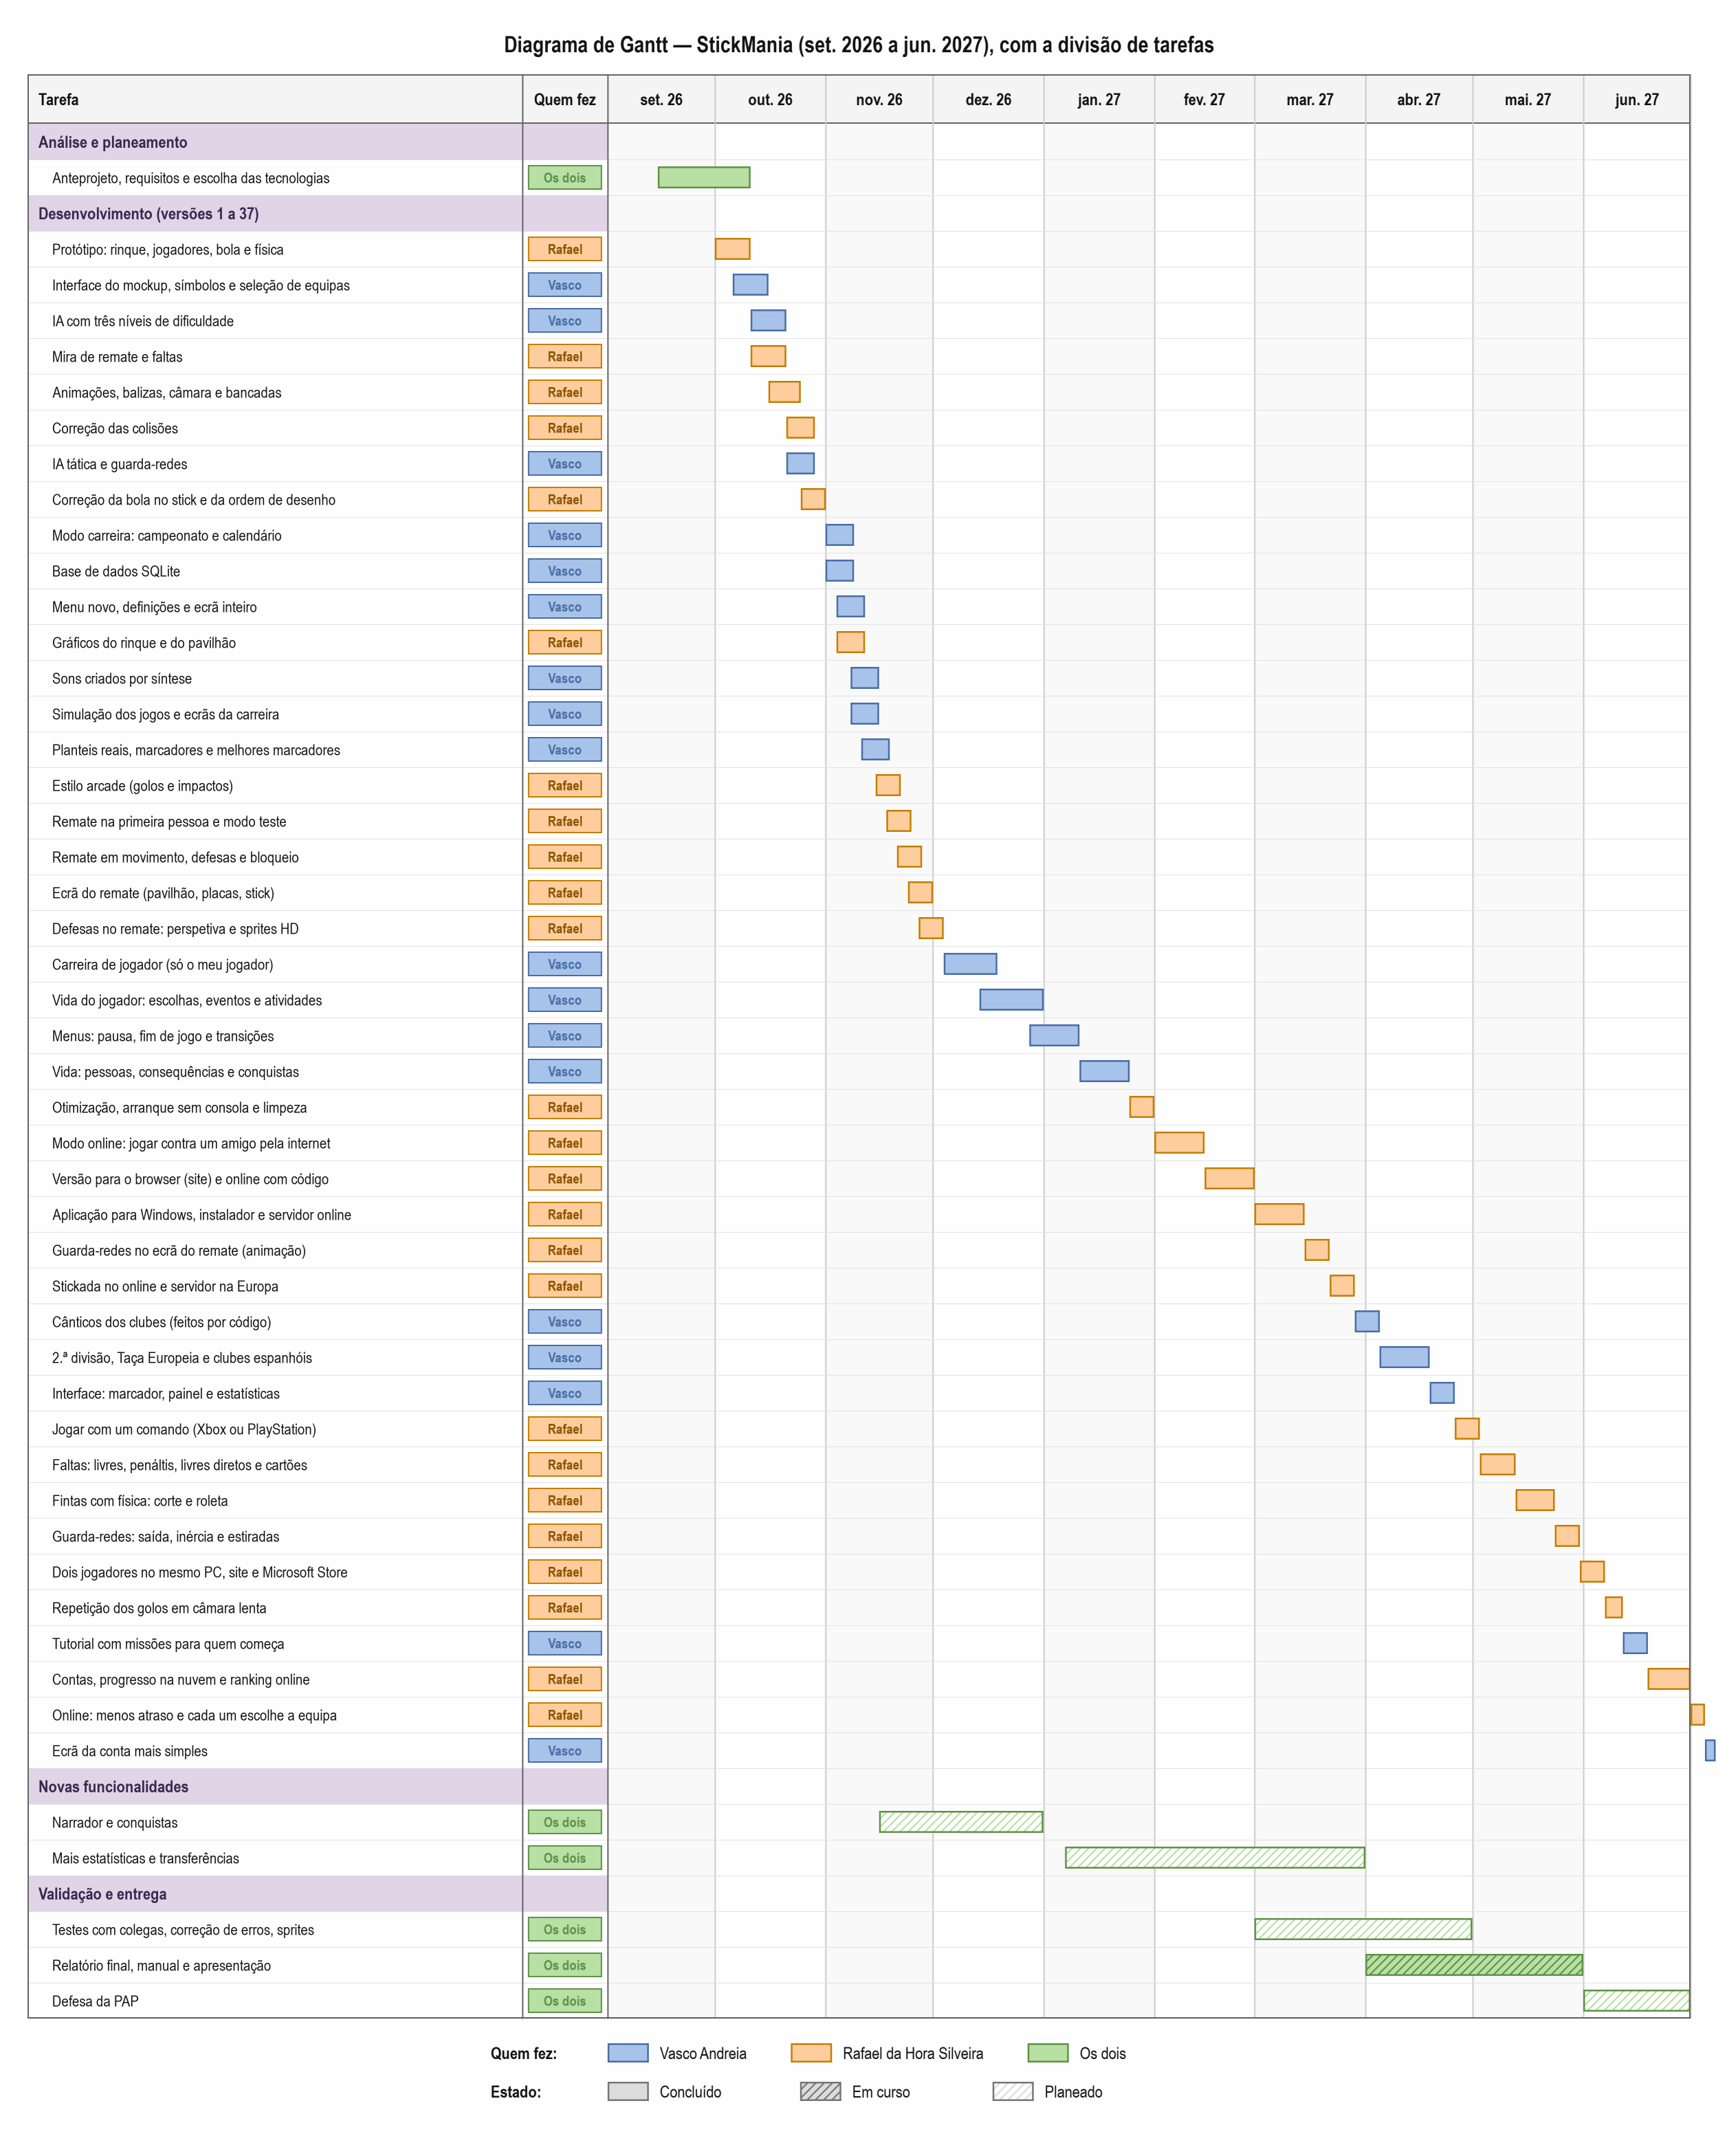 Diagrama de Gantt — StickMania (set. 2026 a jun. 2027), com a divisão de tarefas
Tarefa Quem fez set. 26 out. 26 nov. 26 dez. 26 jan. 27 fev. 27 mar. 27 abr. 27 mai. 27 jun. 27
Análise e planeamento
Anteprojeto, requisitos e escolha das tecnologias Os dois
Desenvolvimento (versões 1 a 37)
Protótipo: rinque, jogadores, bola e física Rafael
Interface do mockup, símbolos e seleção de equipas Vasco
IA com três níveis de dificuldade Vasco
Mira de remate e faltas Rafael
Animações, balizas, câmara e bancadas Rafael
Correção das colisões Rafael
IA tática e guarda-redes Vasco
Correção da bola no stick e da ordem de desenho Rafael
Modo carreira: campeonato e calendário Vasco
Base de dados SQLite Vasco
Menu novo, definições e ecrã inteiro Vasco
Gráficos do rinque e do pavilhão Rafael
Sons criados por síntese Vasco
Simulação dos jogos e ecrãs da carreira Vasco
Planteis reais, marcadores e melhores marcadores Vasco
Estilo arcade (golos e impactos) Rafael
Remate na primeira pessoa e modo teste Rafael
Remate em movimento, defesas e bloqueio Rafael
Ecrã do remate (pavilhão, placas, stick) Rafael
Defesas no remate: perspetiva e sprites HD Rafael
Carreira de jogador (só o meu jogador) Vasco
Vida do jogador: escolhas, eventos e atividades Vasco
Menus: pausa, fim de jogo e transições Vasco
Vida: pessoas, consequências e conquistas Vasco
Otimização, arranque sem consola e limpeza Rafael
Modo online: jogar contra um amigo pela internet Rafael
Versão para o browser (site) e online com código Rafael
Aplicação para Windows, instalador e servidor online Rafael
Guarda-redes no ecrã do remate (animação) Rafael
Stickada no online e servidor na Europa Rafael
Cânticos dos clubes (feitos por código) Vasco
2.ª divisão, Taça Europeia e clubes espanhóis Vasco
Interface: marcador, painel e estatísticas Vasco
Jogar com um comando (Xbox ou PlayStation) Rafael
Faltas: livres, penáltis, livres diretos e cartões Rafael
Fintas com física: corte e roleta Rafael
Guarda-redes: saída, inércia e estiradas Rafael
Dois jogadores no mesmo PC, site e Microsoft Store Rafael
Repetição dos golos em câmara lenta Rafael
Tutorial com missões para quem começa Vasco
Contas, progresso na nuvem e ranking online Rafael
Online: menos atraso e cada um escolhe a equipa Rafael
Ecrã da conta mais simples Vasco
Novas funcionalidades
Narrador e conquistas Os dois
Mais estatísticas e transferências Os dois
Validação e entrega
Testes com colegas, correção de erros, sprites Os dois
Relatório final, manual e apresentação Os dois
Defesa da PAP Os dois
Quem fez: Vasco Andreia Rafael da Hora Silveira Os dois
Estado: Concluído Em curso Planeado